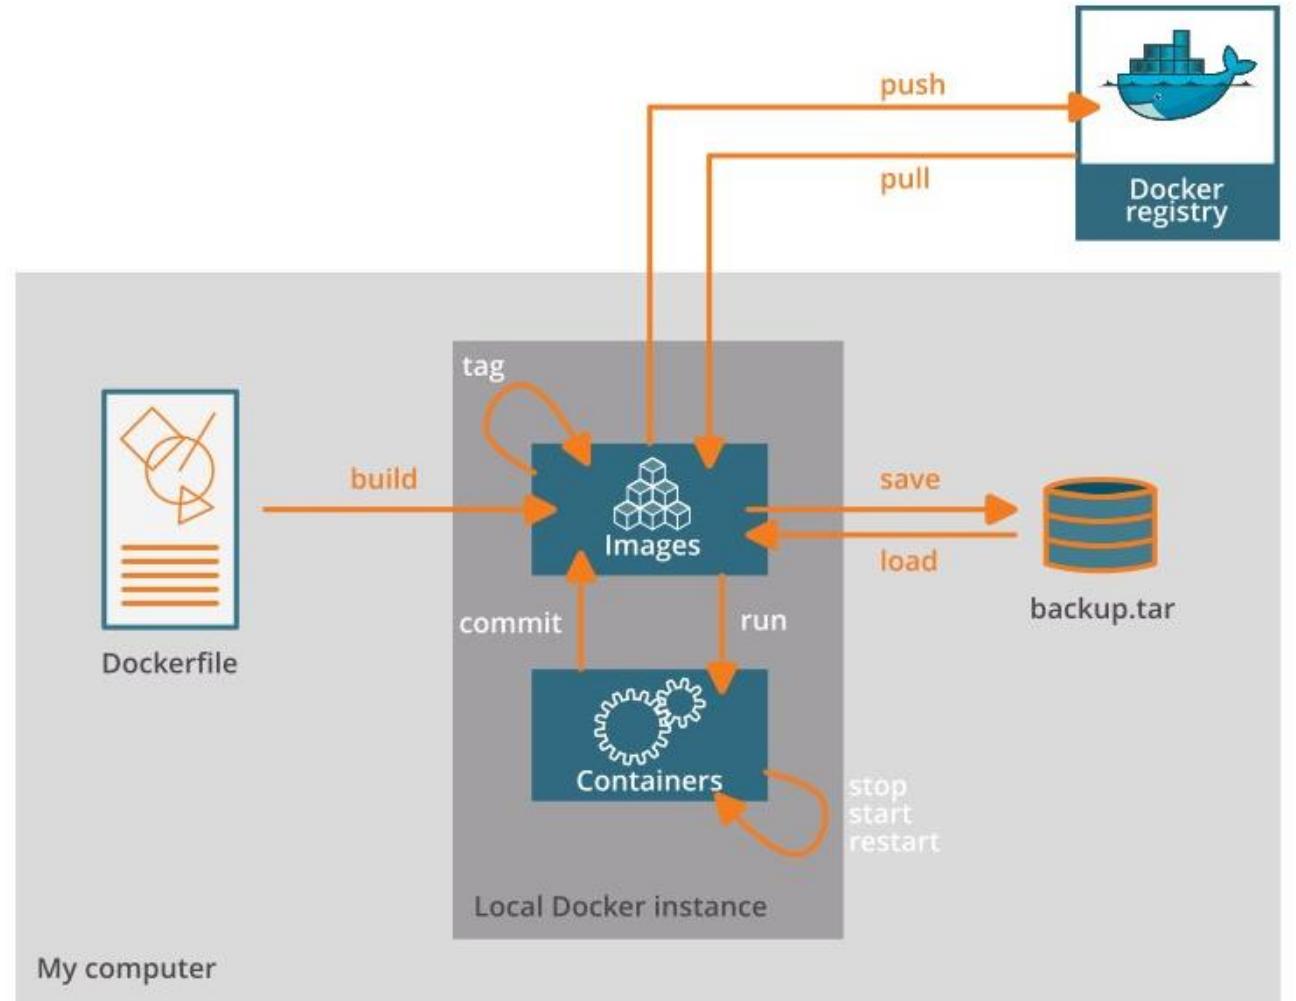 push
pull
Docker
registry
tag
build
save
Images
load
backup.tar
commit
run
Dockerfile
Containers
stop
start
restart
Local Docker instance
My computer